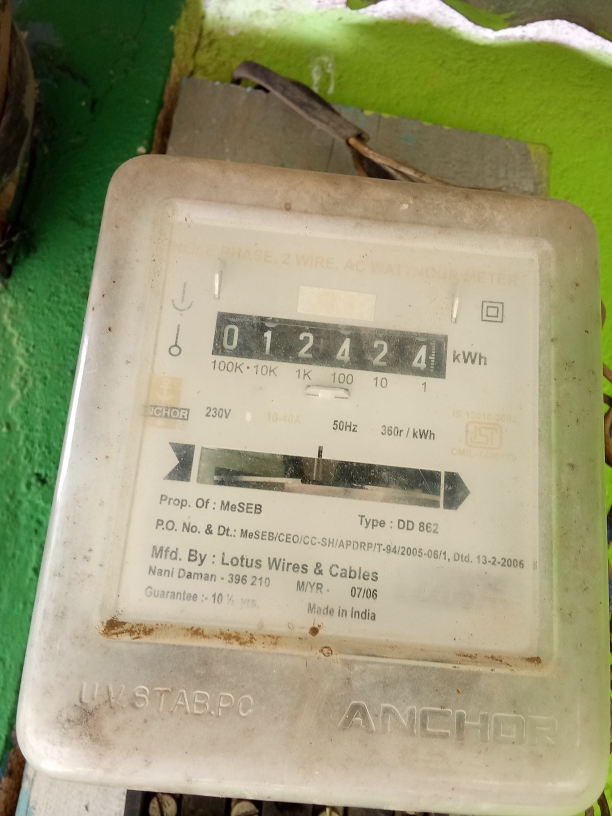 PHASE, 2 WIRE, AC WATTHOUR METER
0 1 2 4 2 4 kWh
100K 10K 1K 100 10 1
ANCHOR 230V 10-40A 50Hz 360r / kWh
Prop. Of : MeSEB Type : DD 862
P.O. No. & Dt.: MeSEB/CEO/CC-SH/APDRP/T-94/2005-06/1, Dtd. 13-2-2006
Mfd. By : Lotus Wires & Cables
Nani Daman - 396 210 M/YR - 07/06
Guarantee :- 10 ½ yrs. Made in India
U.V.STAB.PC ANCHOR